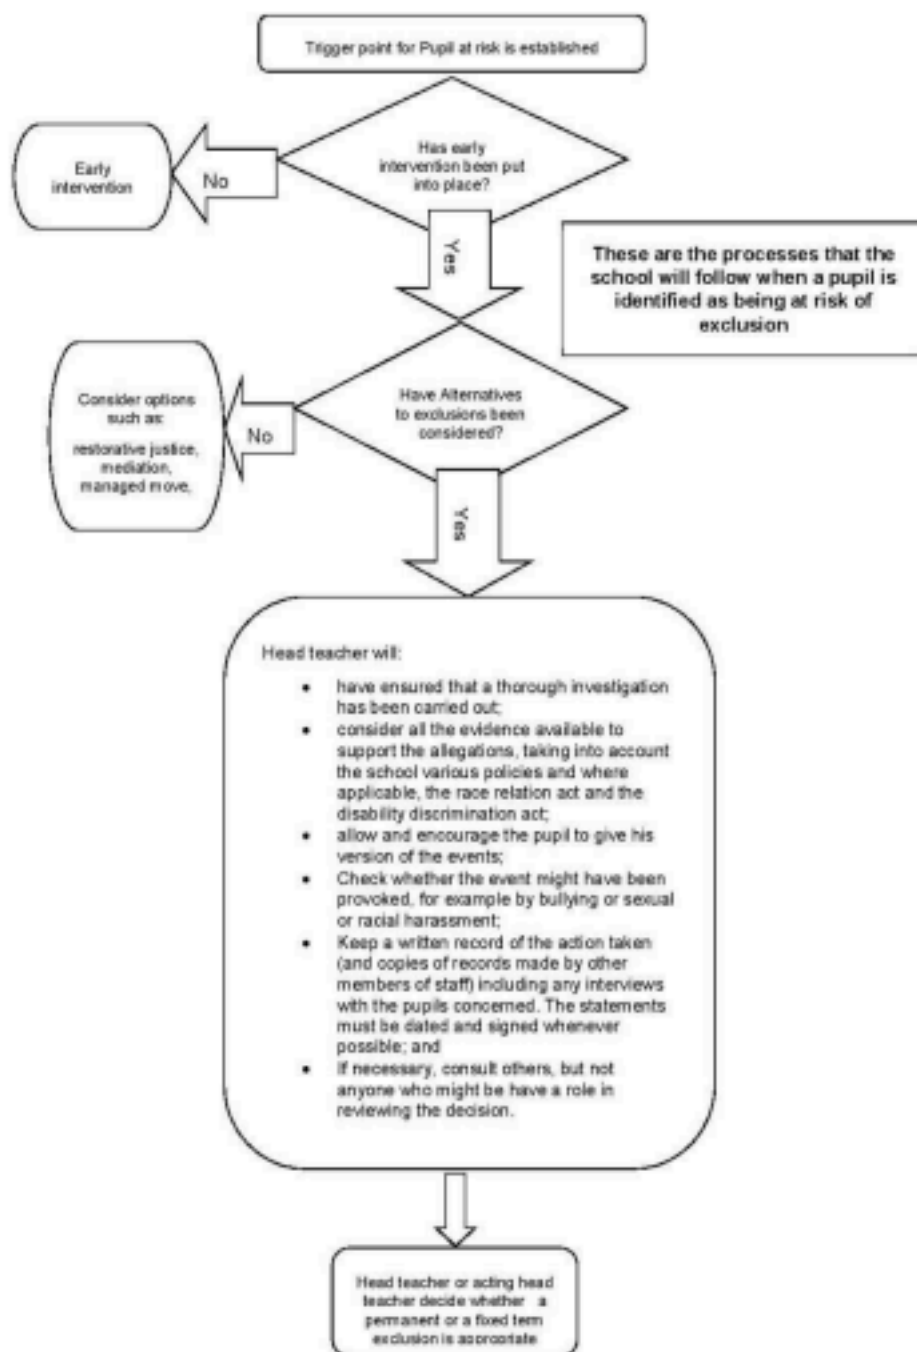 Trigger point for Pupil at risk is established
Has early
intervention been put
into place?
Early
intervention
No
Yes
These are the processes that the
school will follow when a pupil is
identified as being at risk of
exclusion
Have Alternatives
to exclusions been
considered?
Consider options
such as:
restorative justice,
mediation,
managed move,
No
Yes
Head teacher will:
• have ensured that a thorough investigation
has been carried out;
• consider all the evidence available to
support the allegations, taking into account
the school various policies and where
applicable, the race relation act and the
disability discrimination act;
• allow and encourage the pupil to give his
version of the events;
• Check whether the event might have been
provoked, for example by bullying or sexual
or racial harassment;
• Keep a written record of the action taken
(and copies of records made by other
members of staff) including any interviews
with the pupils concerned. The statements
must be dated and signed whenever
possible; and
• If necessary, consult others, but not
anyone who might be have a role in
reviewing the decision.
Head teacher or acting head
teacher decide whether a
permanent or a fixed term
exclusion is appropriate